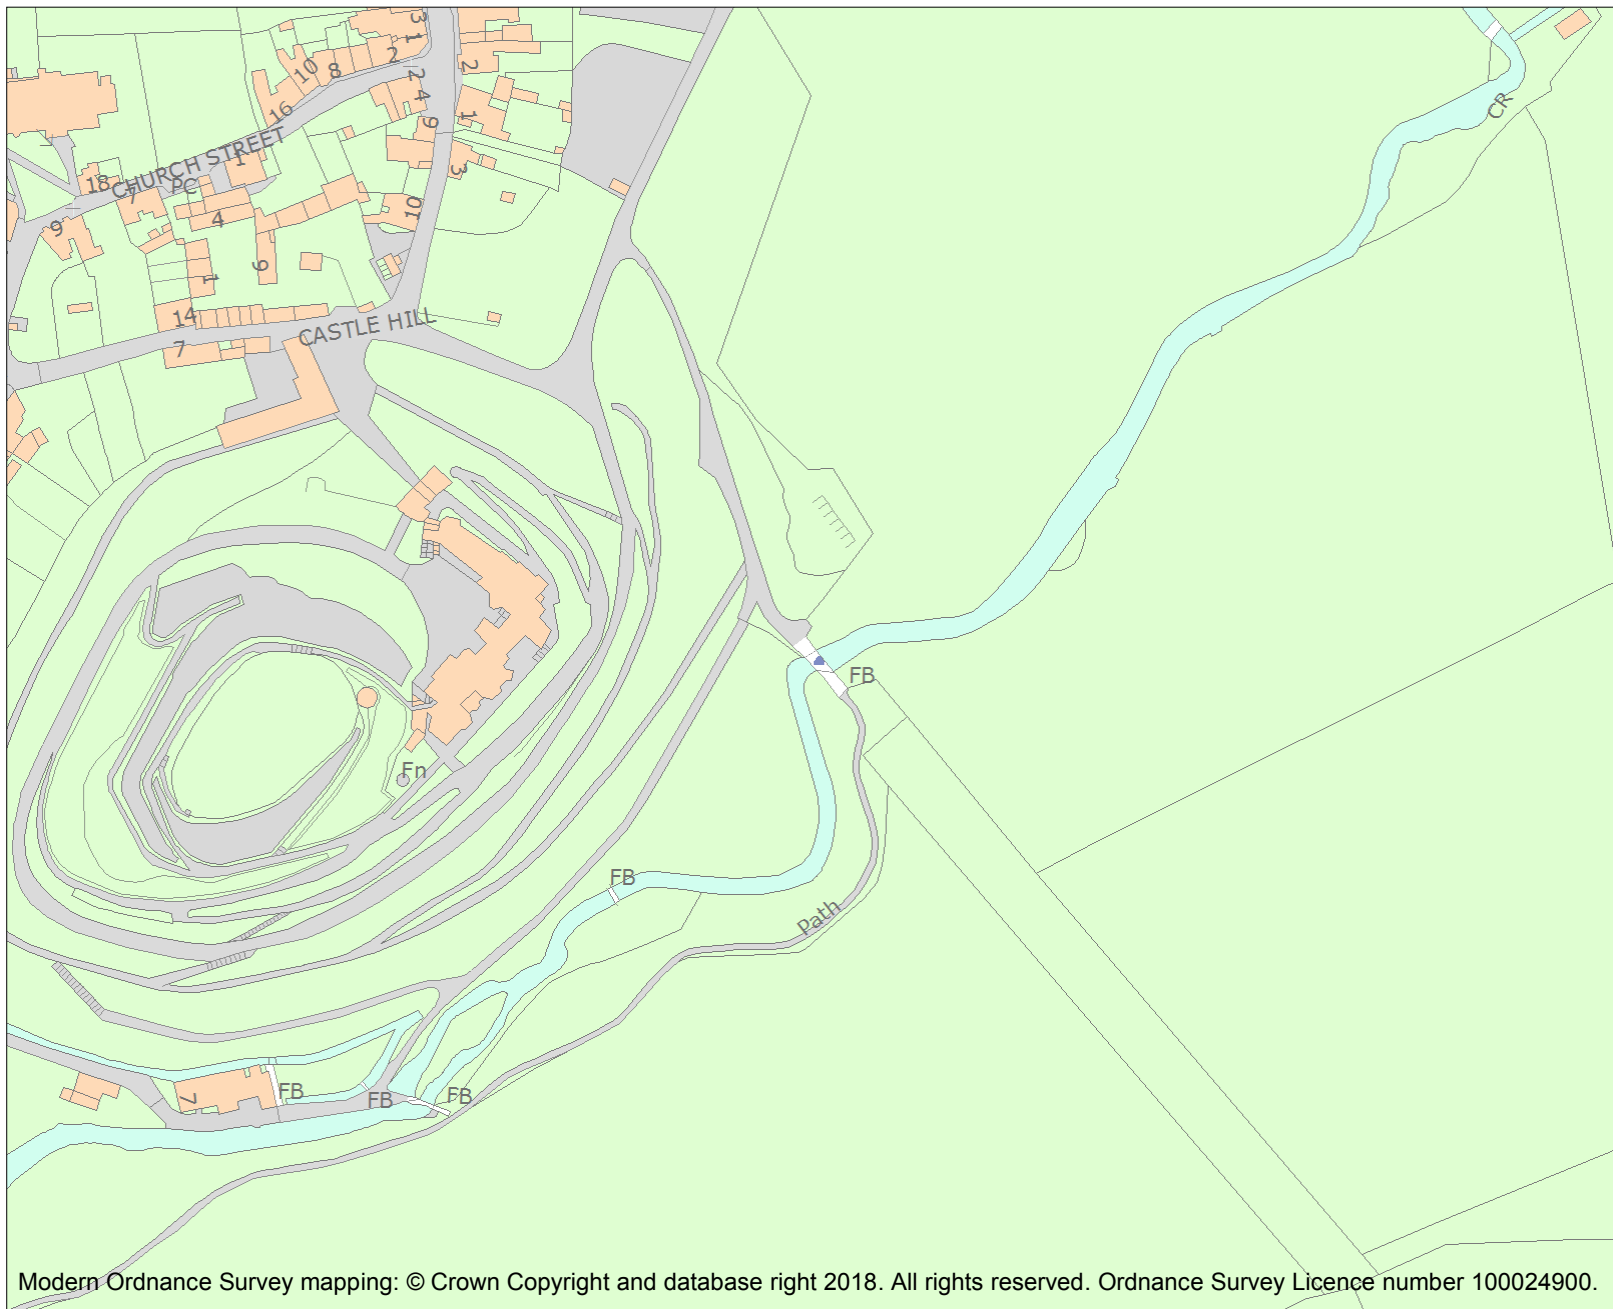 3
1
2
10
8
2
2
4
16
9
1
CHURCH STREET
1
3
18
PC
7
4
10
9
9
1
14
CASTLE HILL
7
CR
FB
Fn
FB
Path
FB
FB
FB
7
Modern Ordnance Survey mapping: © Crown Copyright and database right 2018. All rights reserved. Ordnance Survey Licence number 100024900.